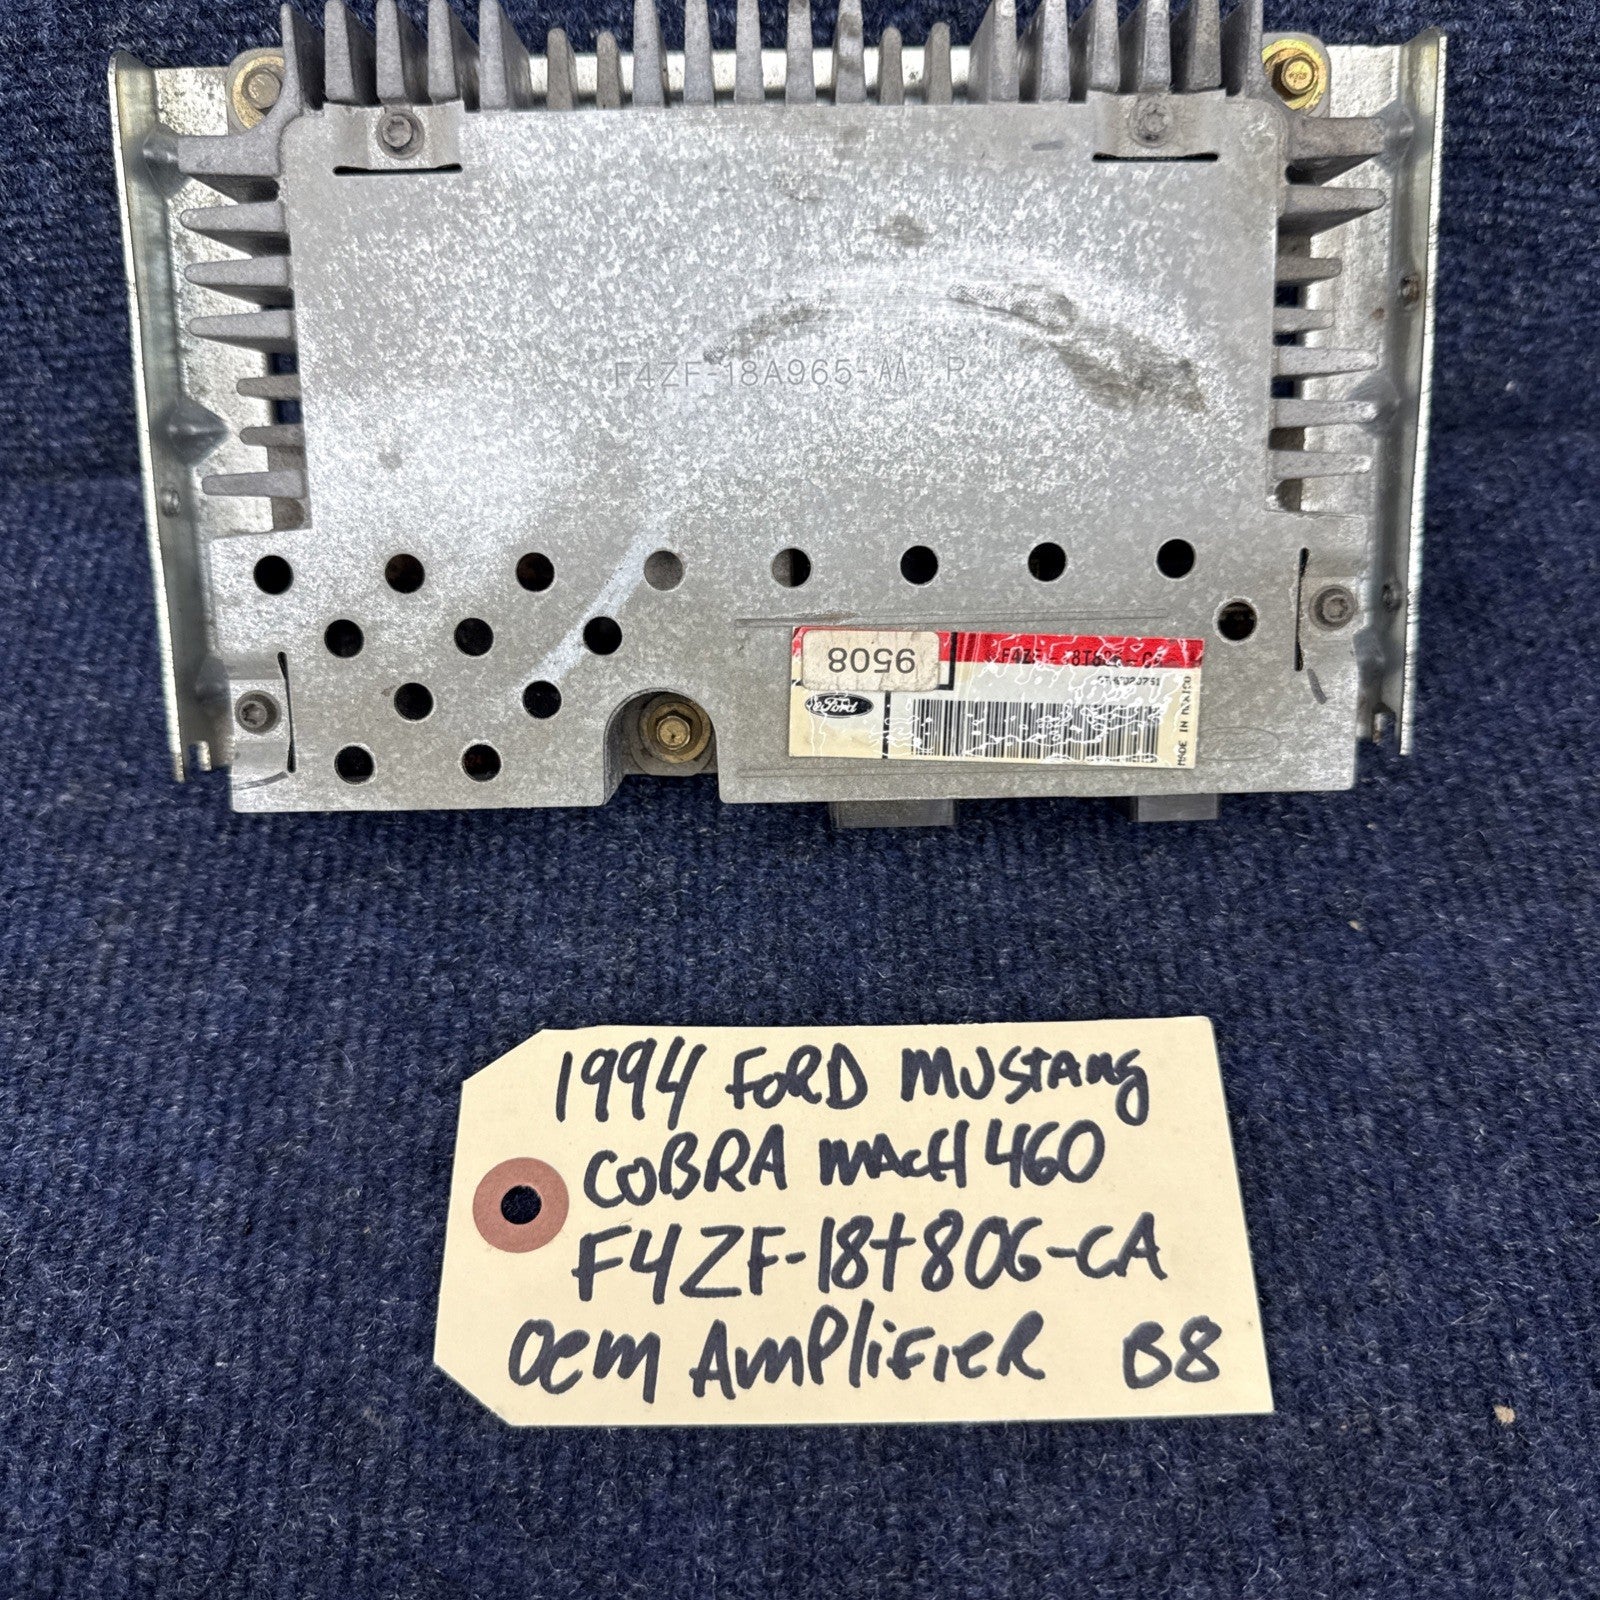 F4ZF-18A965-AA P
9508
Ford
MADE IN MEXICO
1994 FORD MUSTANG
COBRA MACH 460
F4ZF-18T806-CA
OEM AMPLIFIER B8